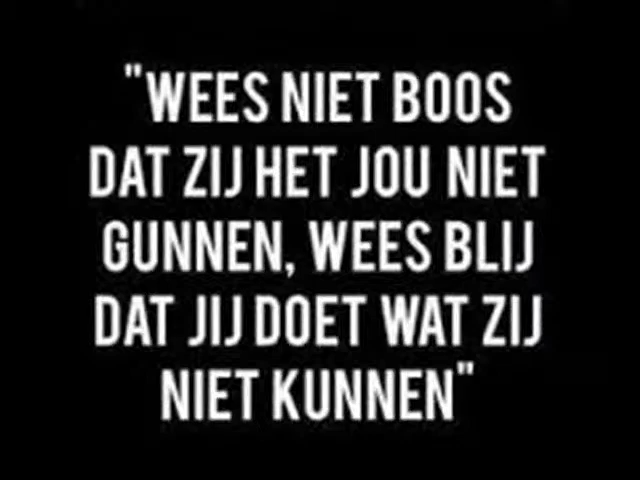 "WEES NIET BOOS
DAT ZIJ HET JOU NIET
GUNNEN, WEES BLIJ
DAT JIJ DOET WAT ZIJ
NIET KUNNEN"